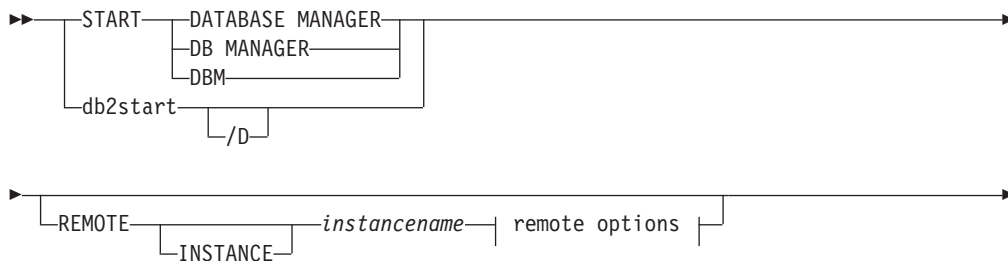 START DATABASE MANAGER
DB MANAGER
DBM
db2start
/D
REMOTE instancename remote options
INSTANCE